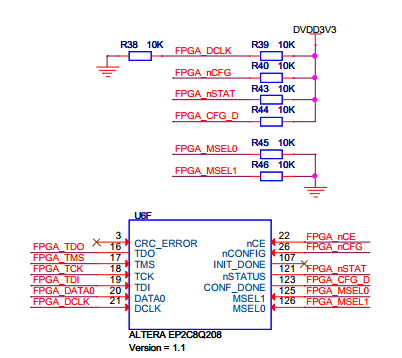 DVDD3V3
R38 10K FPGA_DCLK R39 10K
FPGA_nCFG R40 10K
FPGA_nSTAT R43 10K
FPGA_CFG_D R44 10K
FPGA_MSEL0 R45 10K
FPGA_MSEL1 R46 10K
U6F
3 CRC_ERROR nCE 22 FPGA_nCE
FPGA_TDO 16 TDO nCONFIG 26 FPGA_nCFG
FPGA_TMS 17 TMS INIT_DONE 107
FPGA_TCK 18 TCK nSTATUS 121 FPGA_nSTAT
FPGA_TDI 19 TDI CONF_DONE 123 FPGA_CFG_D
FPGA_DATA0 20 DATA0 MSEL1 125 FPGA_MSEL0
FPGA_DCLK 21 DCLK MSEL0 126 FPGA_MSEL1
ALTERA EP2C8Q208
Version = 1.1